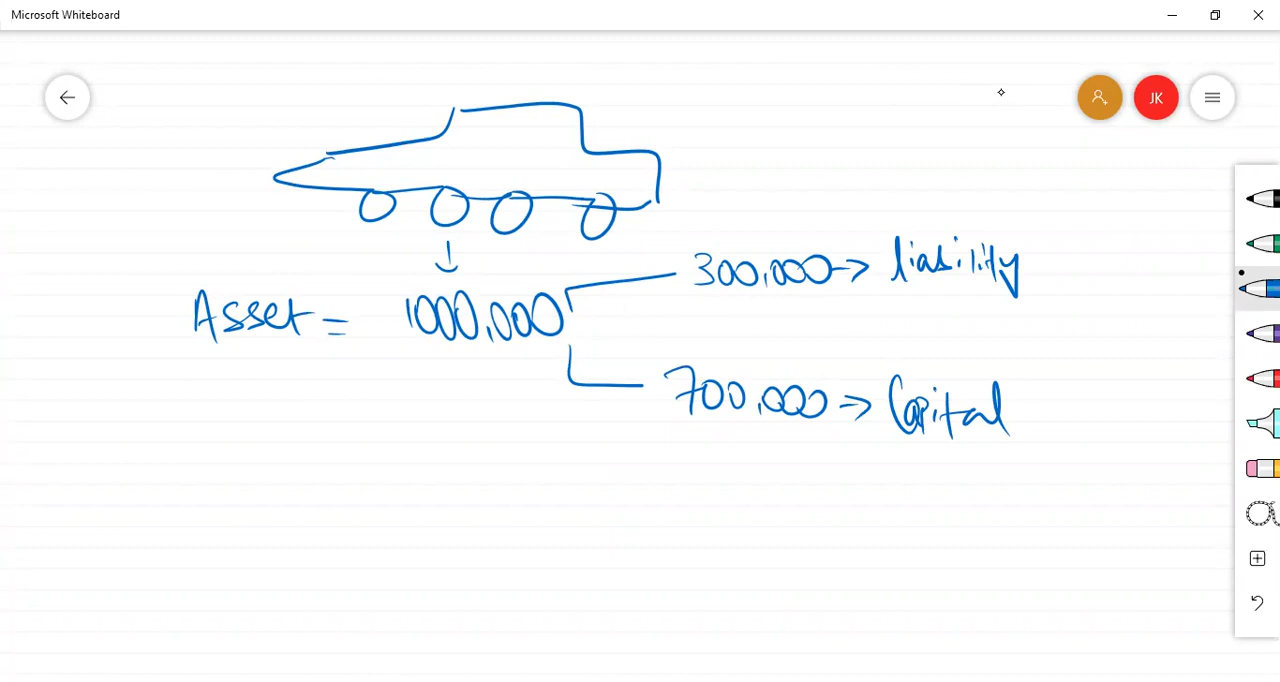 Microsoft Whiteboard
JK
300,000 → liability
Asset = 1000,000
700,000 ⇒ Capital